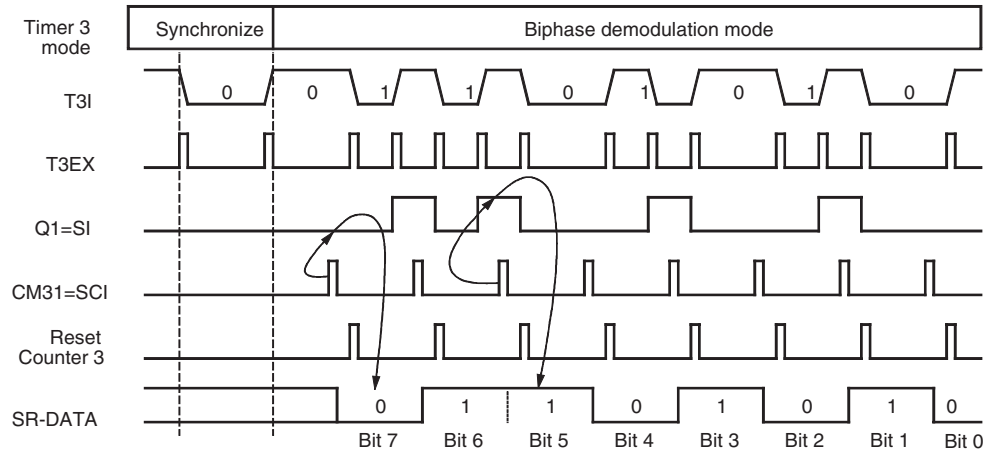 Timer 3
mode
Synchronize
Biphase demodulation mode
T3I
0 0 1 1 0 1 0 1 0
T3EX
Q1=SI
CM31=SCI
Reset
Counter 3
SR-DATA
0 1 1 0 1 0 1 0
Bit 7 Bit 6 Bit 5 Bit 4 Bit 3 Bit 2 Bit 1 Bit 0